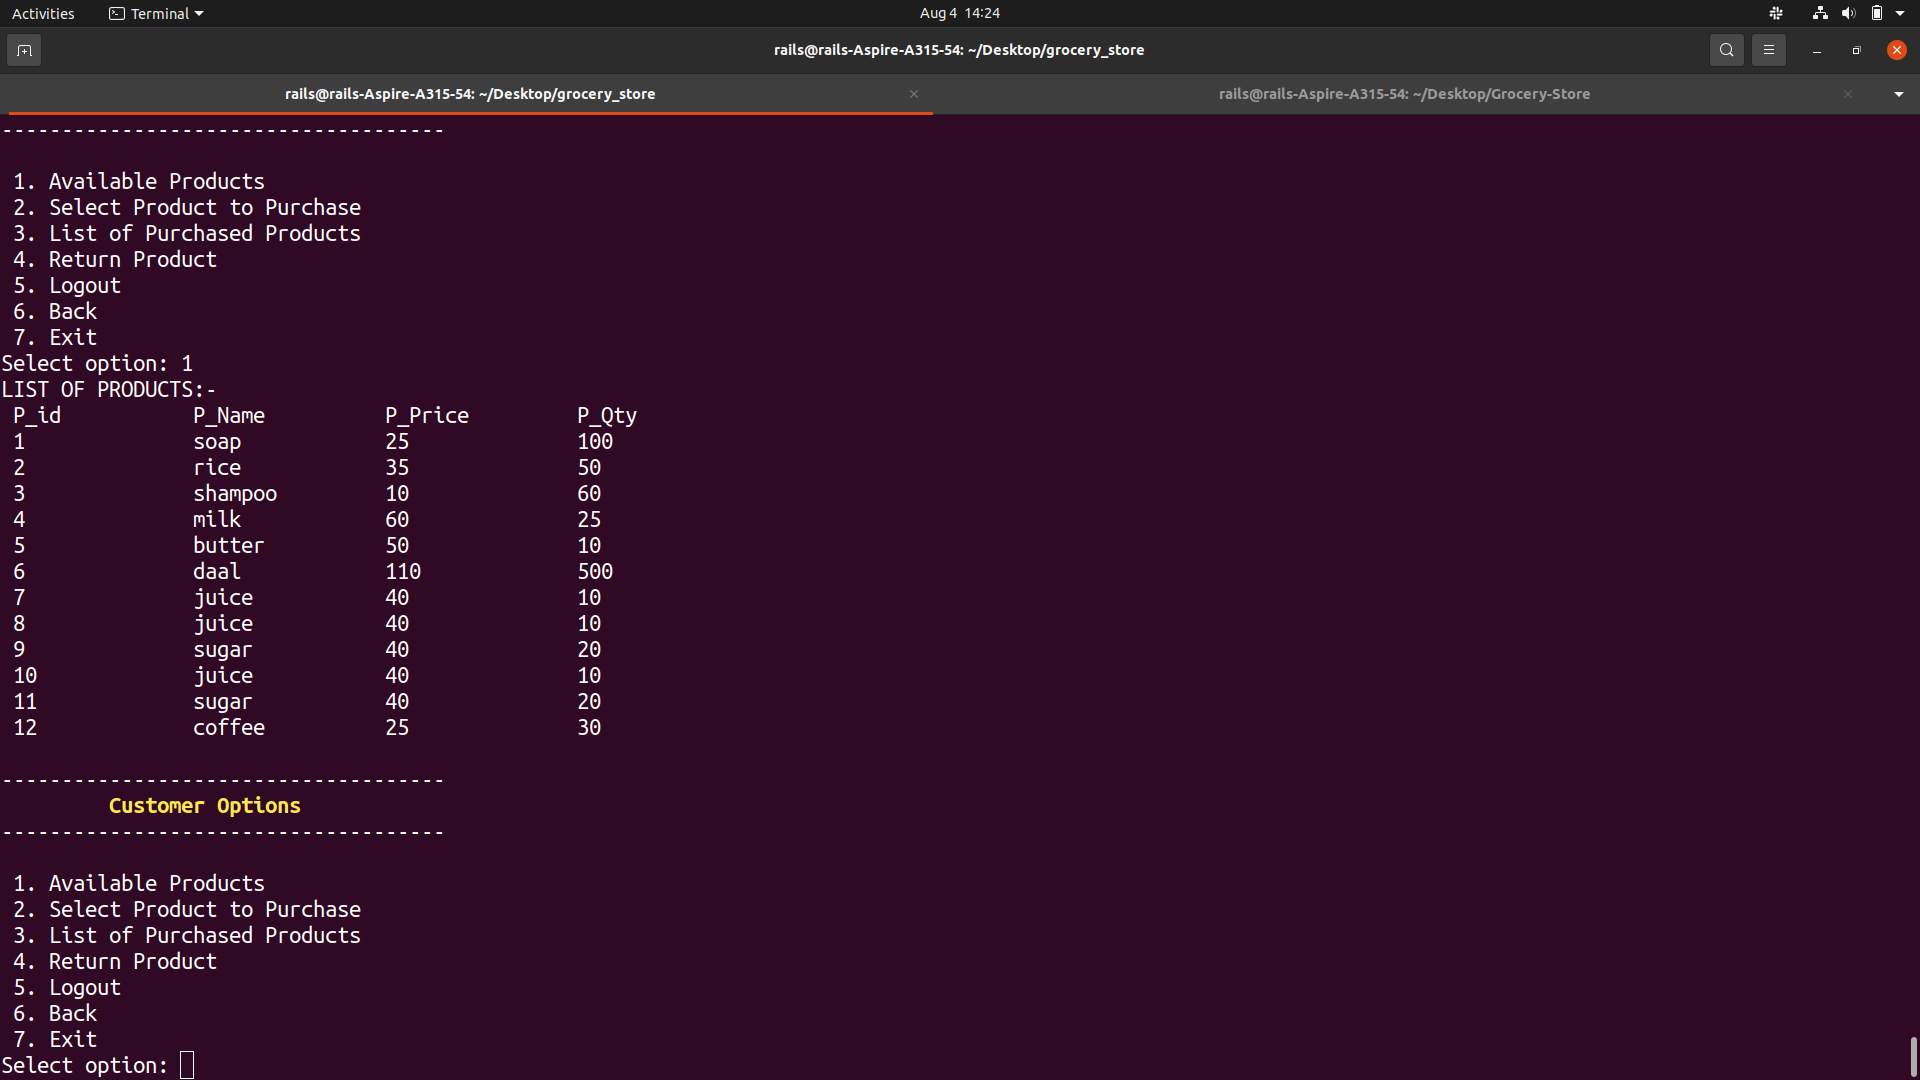 Activities Terminal Aug 4 14:24
rails@rails-Aspire-A315-54: ~/Desktop/grocery_store
rails@rails-Aspire-A315-54: ~/Desktop/grocery_store rails@rails-Aspire-A315-54: ~/Desktop/Grocery-Store
-------------------------------------
1. Available Products
2. Select Product to Purchase
3. List of Purchased Products
4. Return Product
5. Logout
6. Back
7. Exit
Select option: 1
LIST OF PRODUCTS:-
P_id P_Name P_Price P_Qty
1 soap 25 100
2 rice 35 50
3 shampoo 10 60
4 milk 60 25
5 butter 50 10
6 daal 110 500
7 juice 40 10
8 juice 40 10
9 sugar 40 20
10 juice 40 10
11 sugar 40 20
12 coffee 25 30
-------------------------------------
Customer Options
-------------------------------------
1. Available Products
2. Select Product to Purchase
3. List of Purchased Products
4. Return Product
5. Logout
6. Back
7. Exit
Select option: